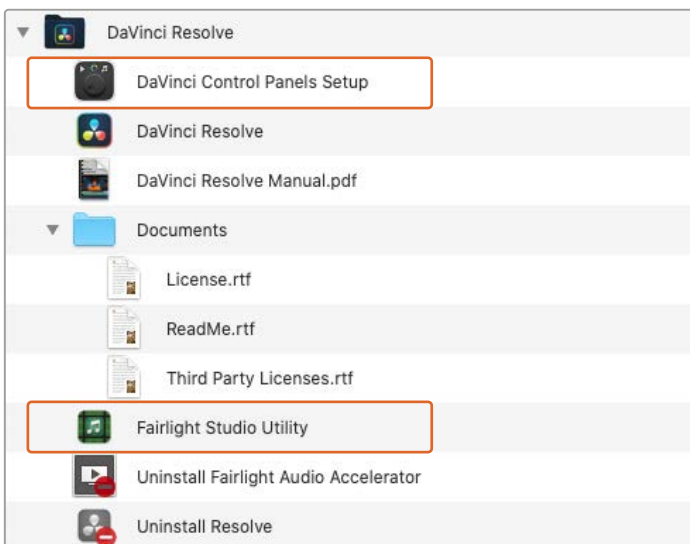 DaVinci Resolve
DaVinci Control Panels Setup
DaVinci Resolve
DaVinci Resolve Manual.pdf
Documents
License.rtf
ReadMe.rtf
Third Party Licenses.rtf
Fairlight Studio Utility
Uninstall Fairlight Audio Accelerator
Uninstall Resolve